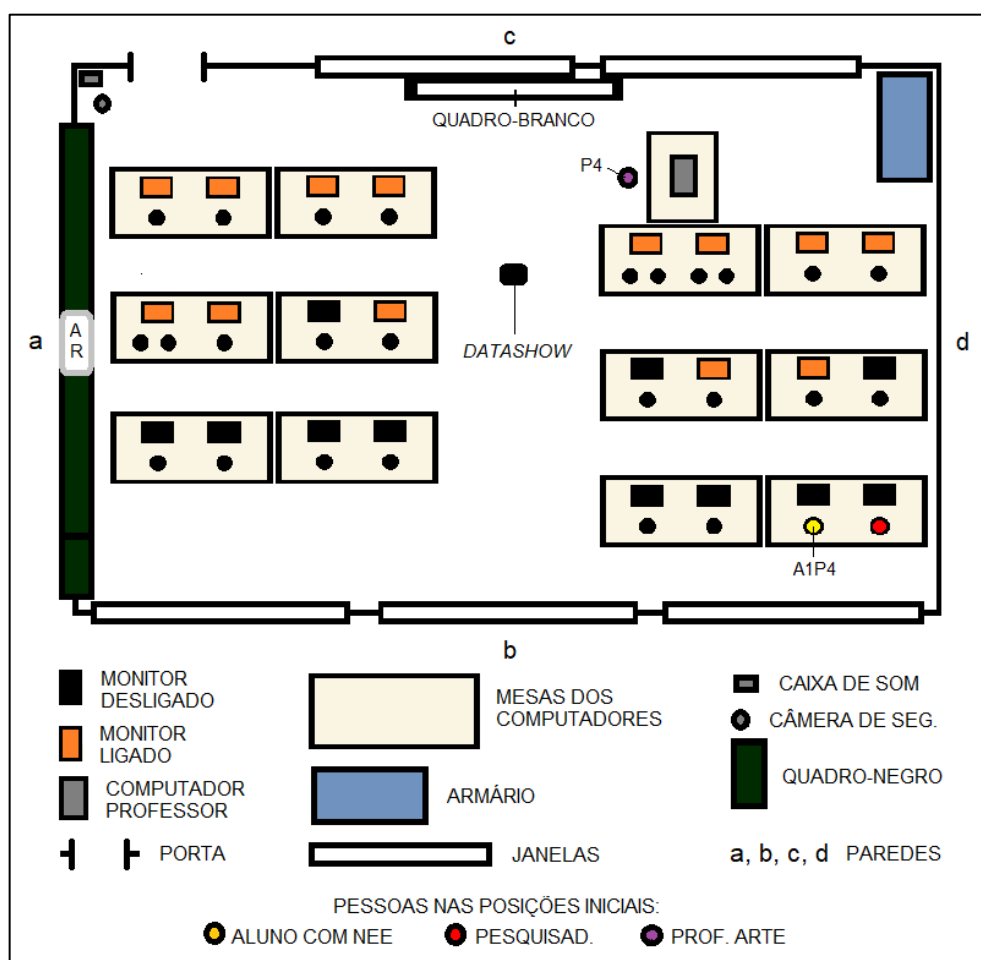 c
QUADRO-BRANCO
P4
a
A
R
DATASHOW
d
A1P4
b
MONITOR
DESLIGADO
MONITOR
LIGADO
COMPUTADOR
PROFESSOR
PORTA
MESAS DOS
COMPUTADORES
ARMÁRIO
JANELAS
CAIXA DE SOM
CÂMERA DE SEG.
QUADRO-NEGRO
a, b, c, d PAREDES
PESSOAS NAS POSIÇÕES INICIAIS:
ALUNO COM NEE PESQUISAD. PROF. ARTE